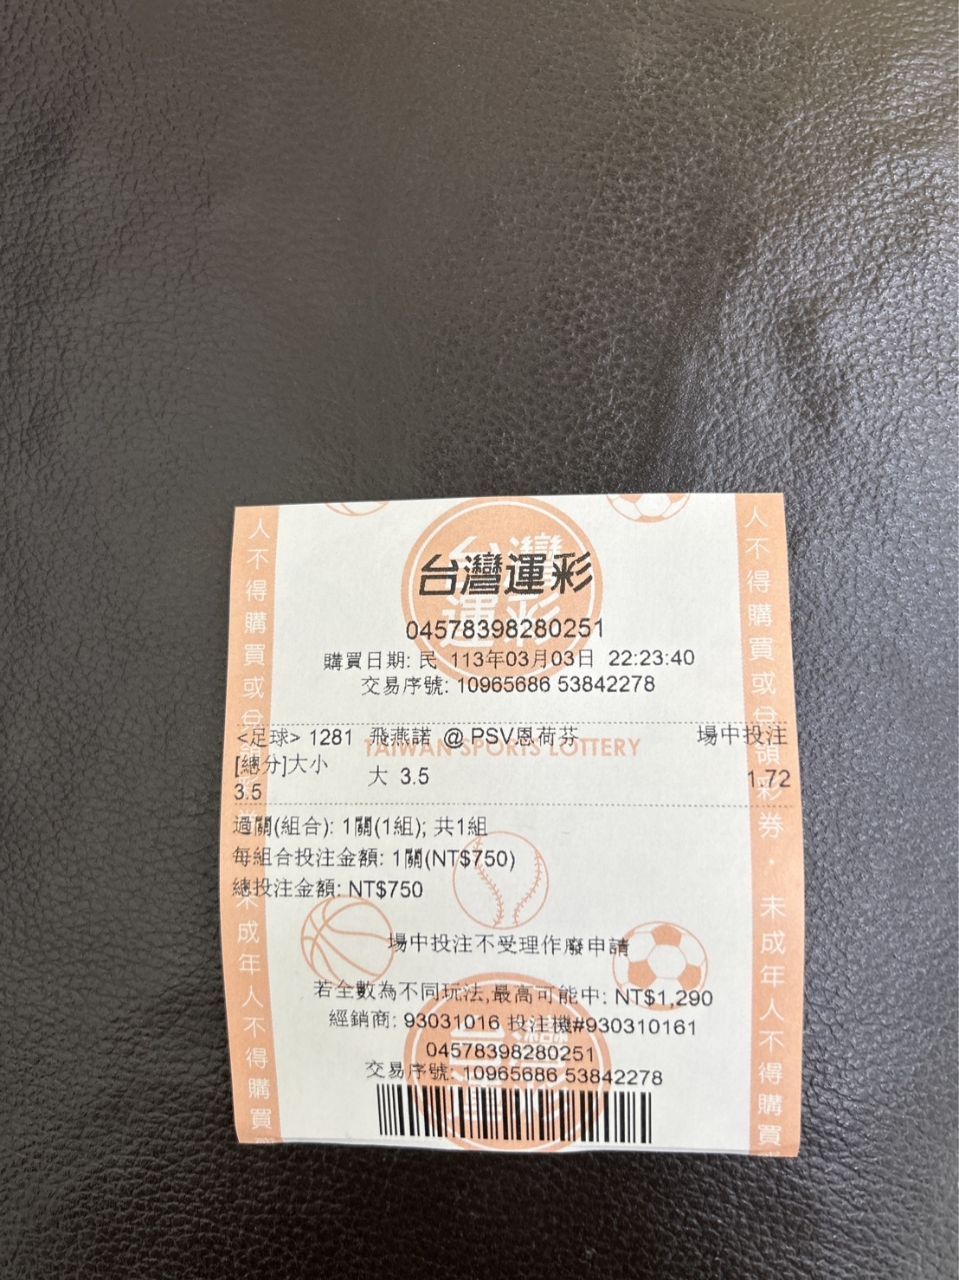 台灣運彩
04578398280251
購買日期: 民 113年03月03日 22:23:40
交易序號: 10965686 53842278
<足球> 1281 飛燕諾 @ PSV恩荷芬 場中投注
TAIWAN SPORTS LOTTERY
[總分]大小 大 3.5 1.72
3.5
過關(組合): 1關(1組); 共1組
每組合投注金額: 1關(NT$750)
總投注金額: NT$750
場中投注不受理作廢申請
若全數為不同玩法,最高可能中: NT$1,290
經銷商: 93031016 投注機#930310161
04578398280251
交易序號: 10965686 53842278
人不得購買或兌領彩券・未成年人不得購買
人不得購買或兌領彩券・未成年人不得購買